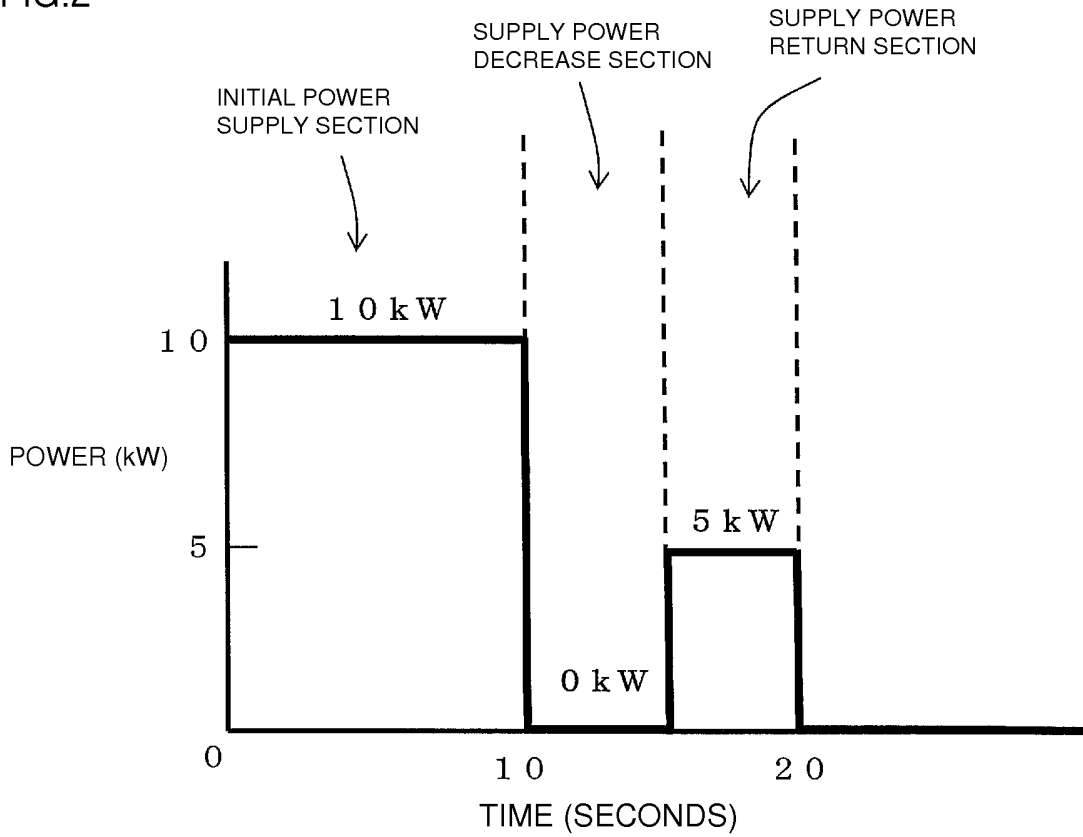 FIG.2
SUPPLY POWER
DECREASE SECTION
SUPPLY POWER
RETURN SECTION
INITIAL POWER
SUPPLY SECTION
10kW
10
POWER (kW)
5
5kW
0kW
0
10
20
TIME (SECONDS)